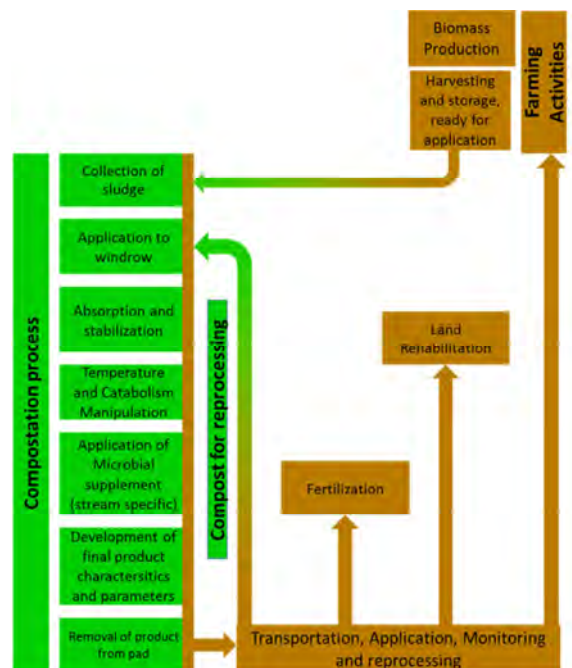 Biomass
Production
Harvesting
and storage,
ready for
application
Farming
Activities
Compostation process
Collection of
sludge
Application to
windrow
Absorption and
stabilization
Temperature
and Catabolism
Manipulation
Application of
Microbial
supplement
(stream specific)
Development of
final product
charactersitics
and parameters
Removal of product
from pad
Compost for reprocessing
Land
Rehabilitation
Fertilization
Transportation, Application, Monitoring
and reprocessing